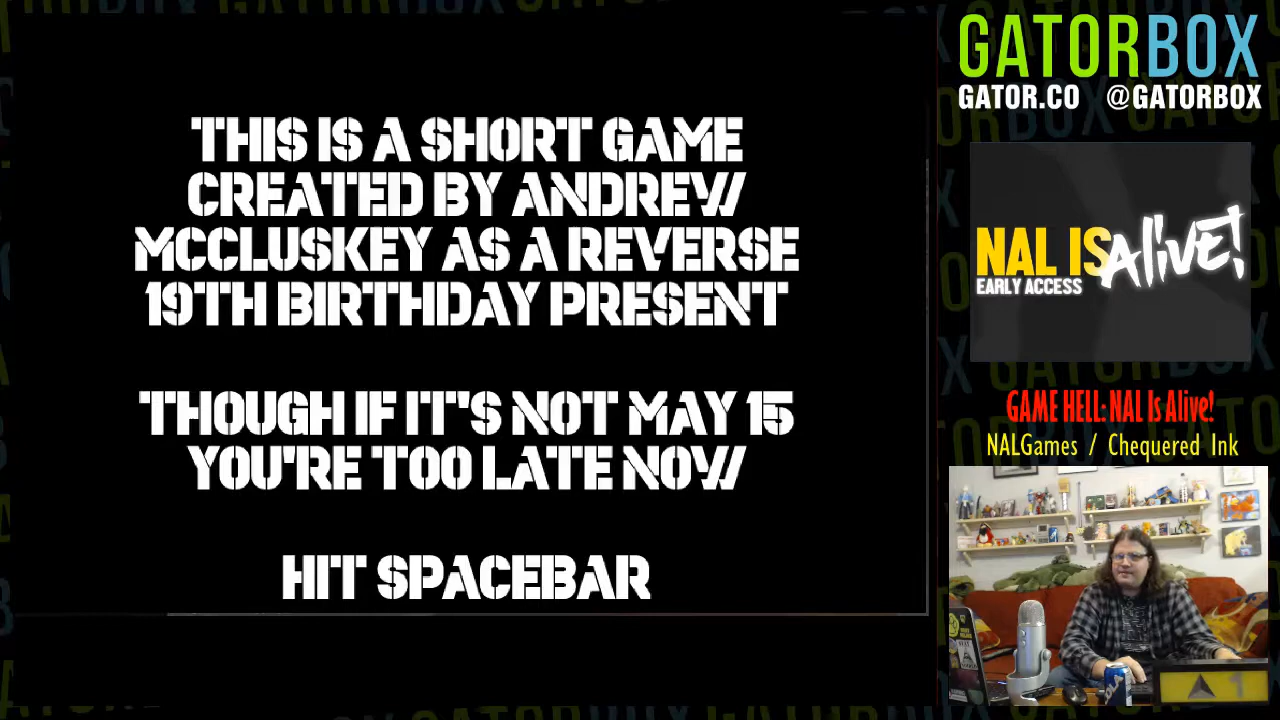 THIS IS A SHORT GAME
CREATED BY ANDREW
MCCLUSKEY AS A REVERSE
19TH BIRTHDAY PRESENT
THOUGH IF IT'S NOT MAY 15
YOU'RE TOO LATE NOW
HIT SPACEBAR
GATORBOX
GATOR.CO @GATORBOX
NAL IS Alive!
EARLY ACCESS
GAME HELL: NAL Is Alive!
NALGames / Chequered Ink
1